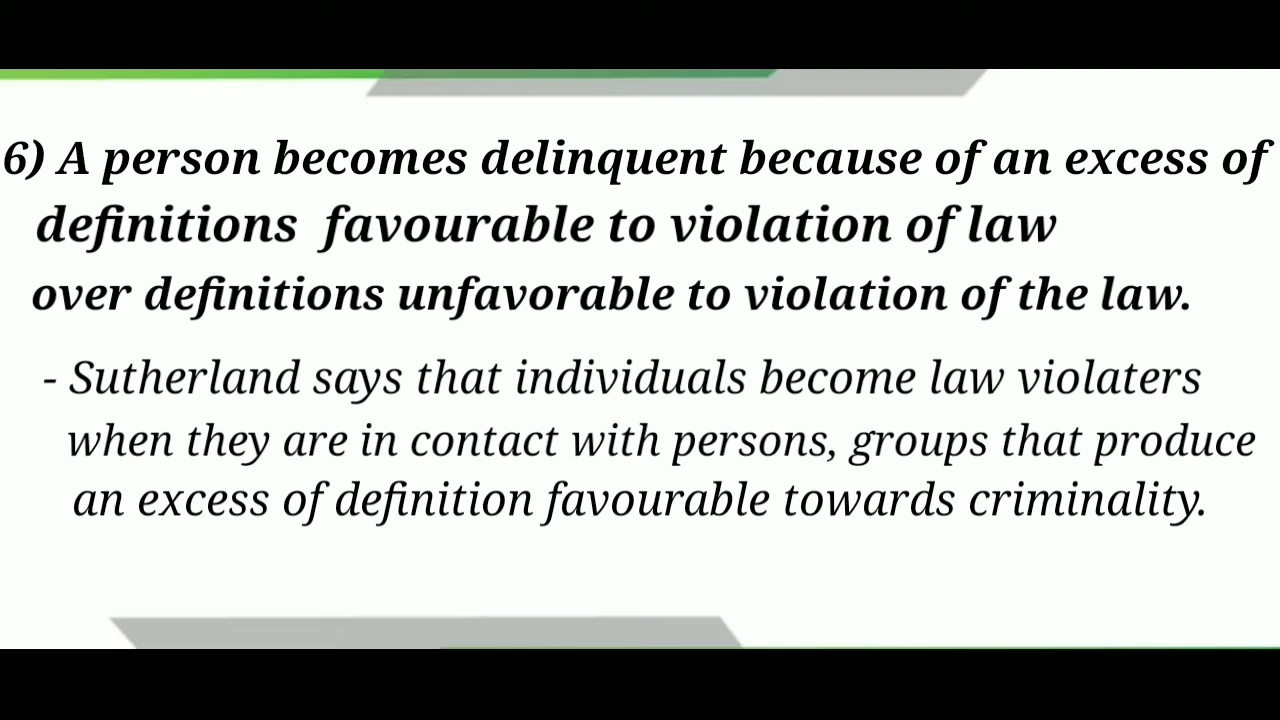 6) A person becomes delinquent because of an excess of
definitions favourable to violation of law
over definitions unfavorable to violation of the law.
- Sutherland says that individuals become law violaters
when they are in contact with persons, groups that produce
an excess of definition favourable towards criminality.